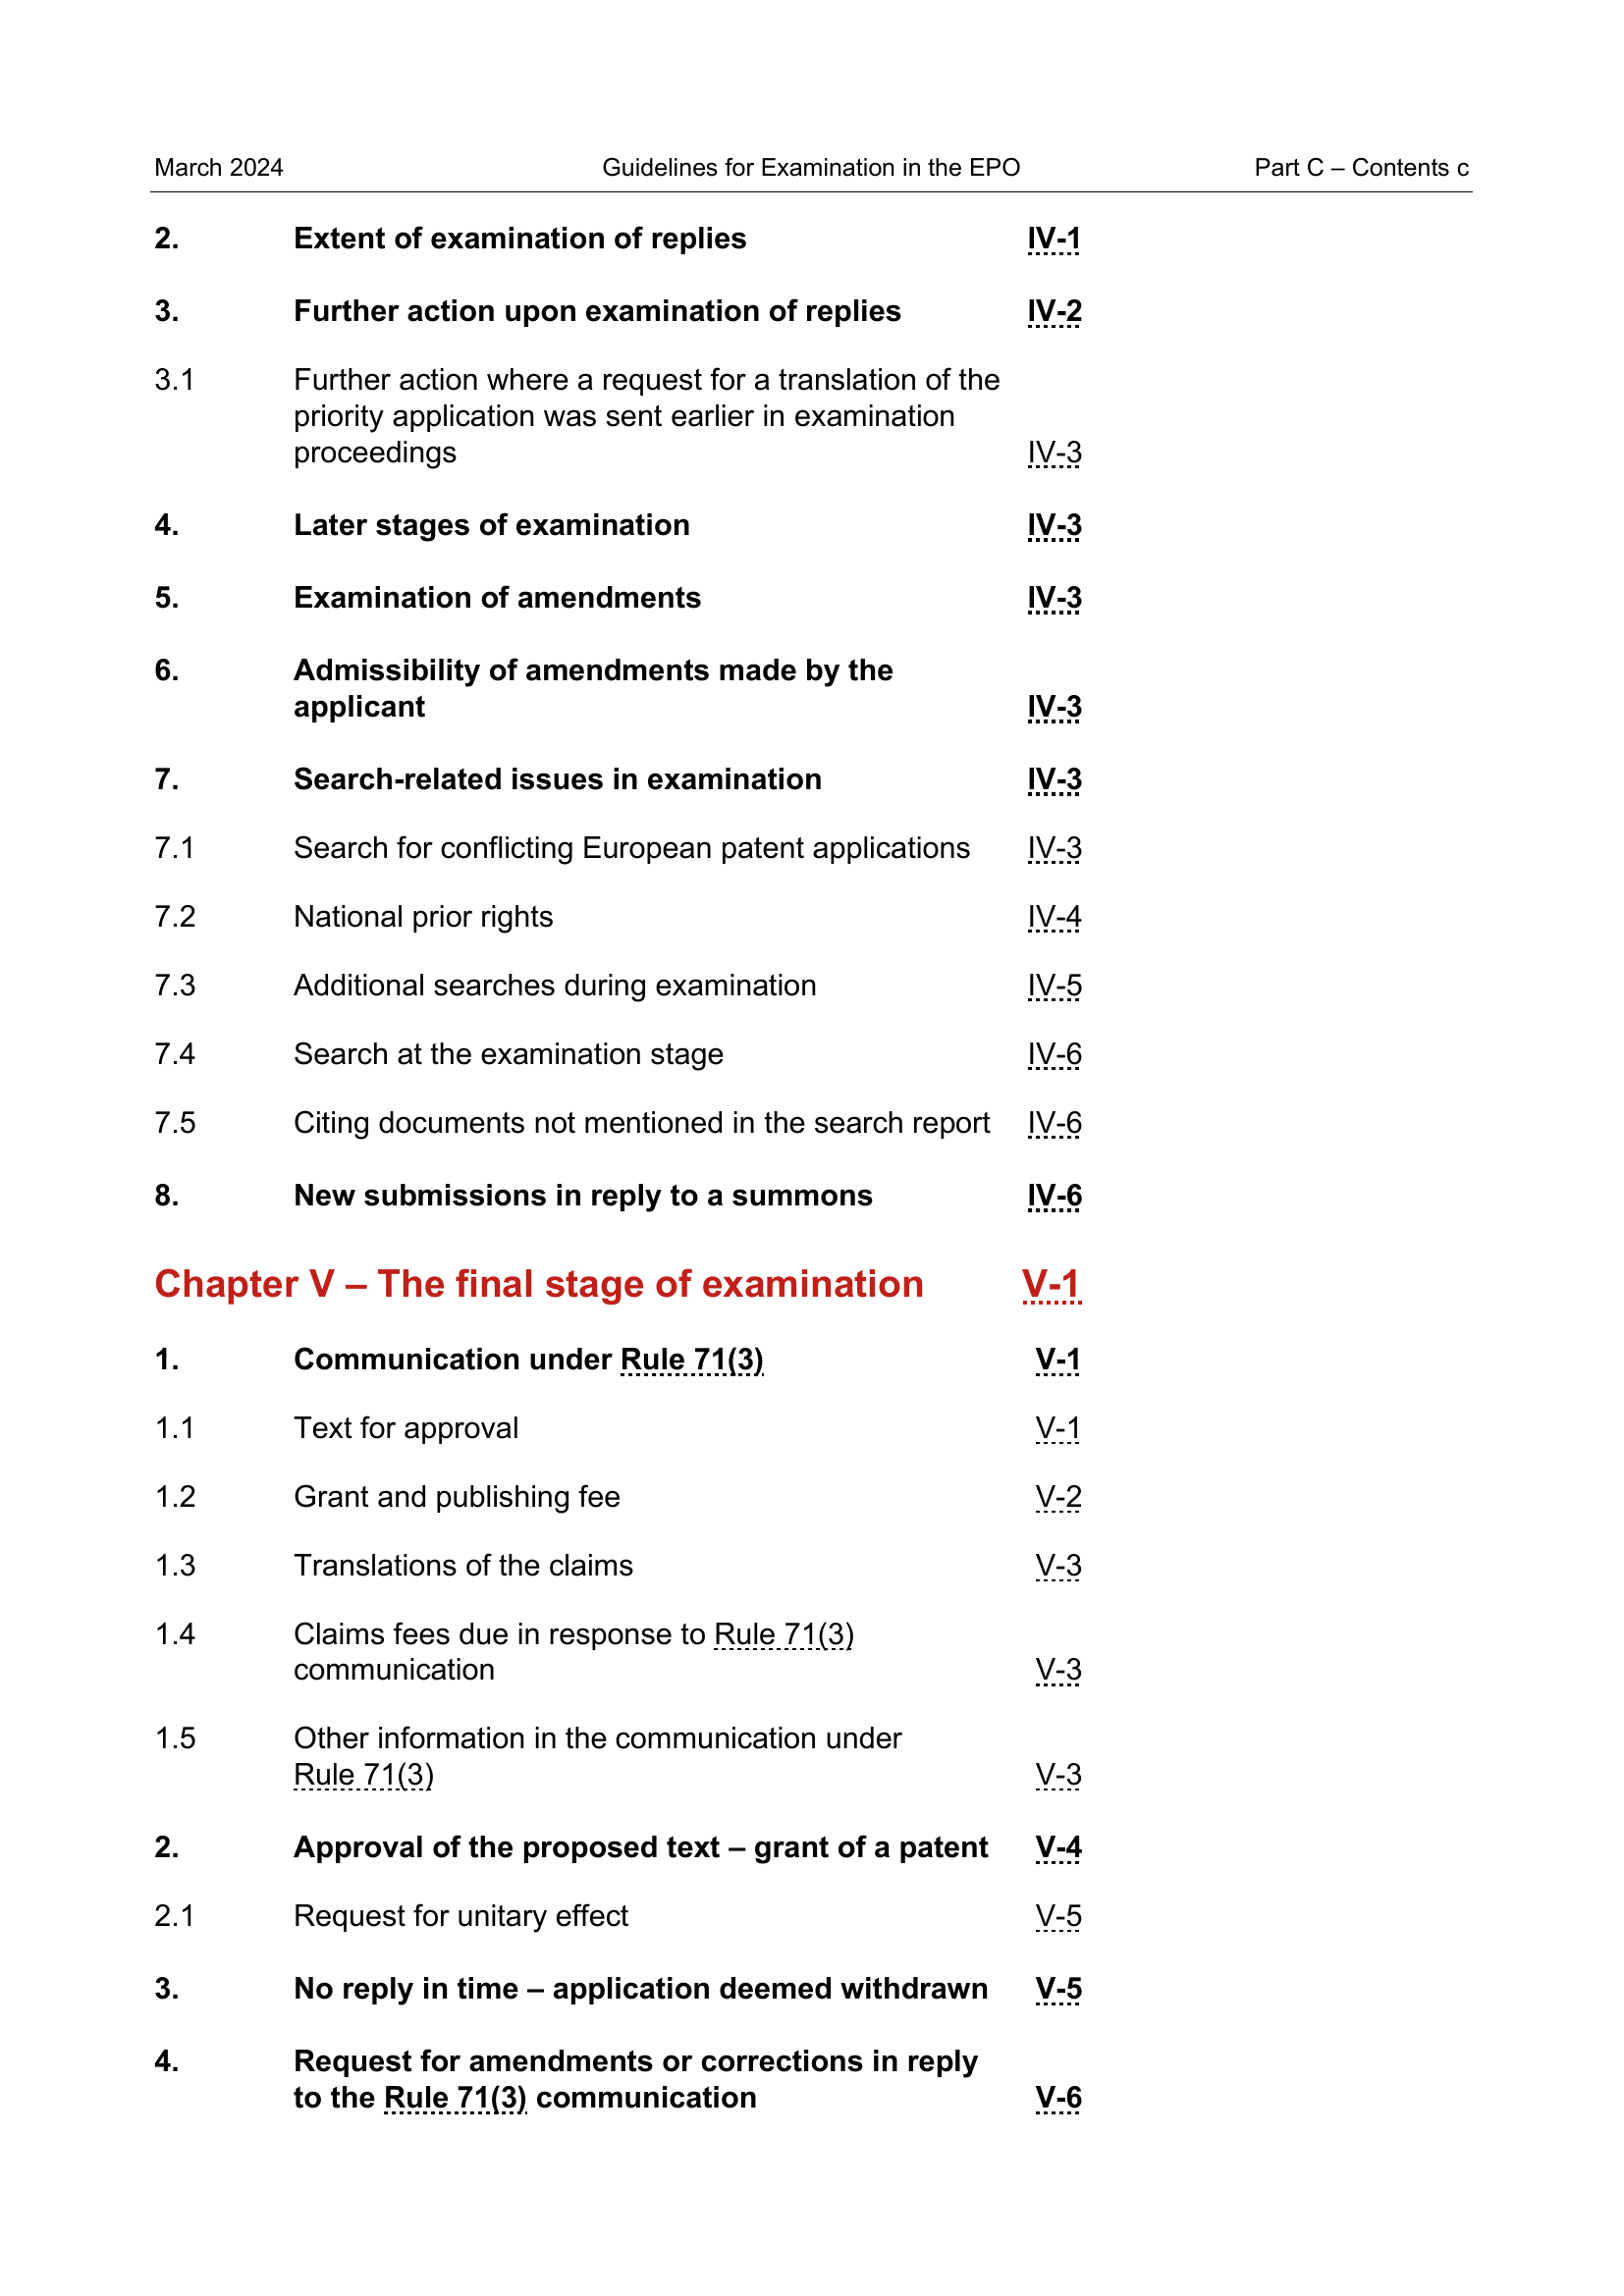 March 2024 Guidelines for Examination in the EPO Part C – Contents c
2. Extent of examination of replies IV-1
3. Further action upon examination of replies IV-2
3.1 Further action where a request for a translation of the
priority application was sent earlier in examination
proceedings IV-3
4. Later stages of examination IV-3
5. Examination of amendments IV-3
6. Admissibility of amendments made by the
applicant IV-3
7. Search-related issues in examination IV-3
7.1 Search for conflicting European patent applications IV-3
7.2 National prior rights IV-4
7.3 Additional searches during examination IV-5
7.4 Search at the examination stage IV-6
7.5 Citing documents not mentioned in the search report IV-6
8. New submissions in reply to a summons IV-6
Chapter V – The final stage of examination V-1
1. Communication under Rule 71(3) V-1
1.1 Text for approval V-1
1.2 Grant and publishing fee V-2
1.3 Translations of the claims V-3
1.4 Claims fees due in response to Rule 71(3)
communication V-3
1.5 Other information in the communication under
Rule 71(3) V-3
2. Approval of the proposed text – grant of a patent V-4
2.1 Request for unitary effect V-5
3. No reply in time – application deemed withdrawn V-5
4. Request for amendments or corrections in reply
to the Rule 71(3) communication V-6